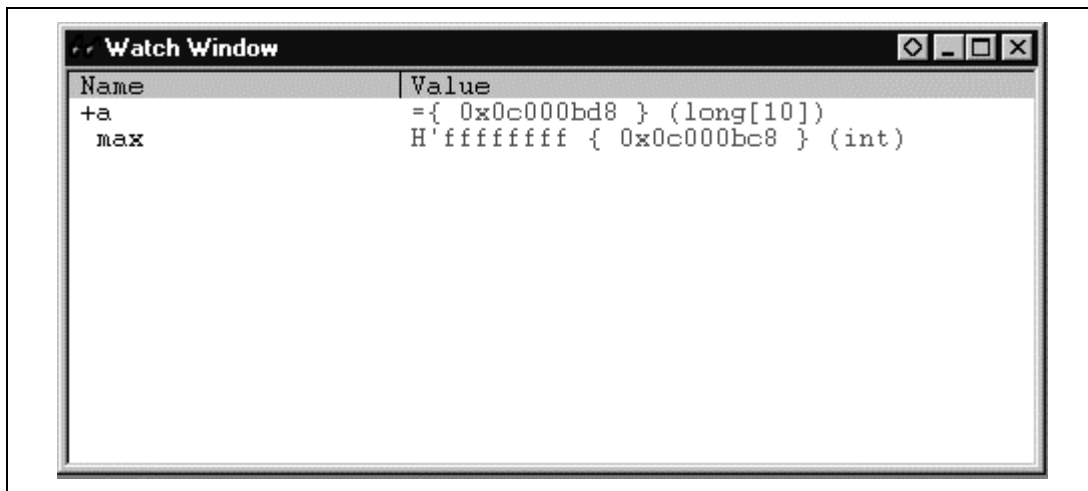 Watch Window
Name Value
+a ={ 0x0c000bd8 } (long[10])
max H'ffffffff { 0x0c000bc8 } (int)